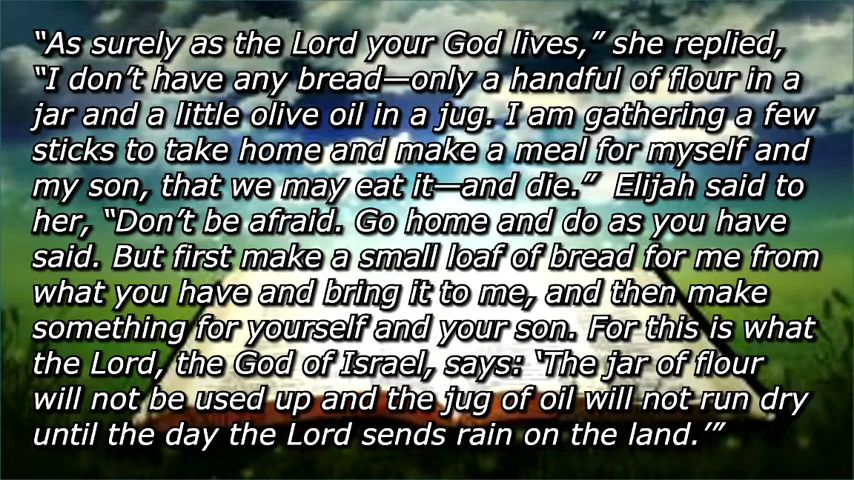 “As surely as the Lord your God lives,” she replied,
“I don’t have any bread—only a handful of flour in a
jar and a little olive oil in a jug. I am gathering a few
sticks to take home and make a meal for myself and
my son, that we may eat it—and die.”  Elijah said to
her, “Don’t be afraid. Go home and do as you have
said. But first make a small loaf of bread for me from
what you have and bring it to me, and then make
something for yourself and your son. For this is what
the Lord, the God of Israel, says: ‘The jar of flour
will not be used up and the jug of oil will not run dry
until the day the Lord sends rain on the land.’”